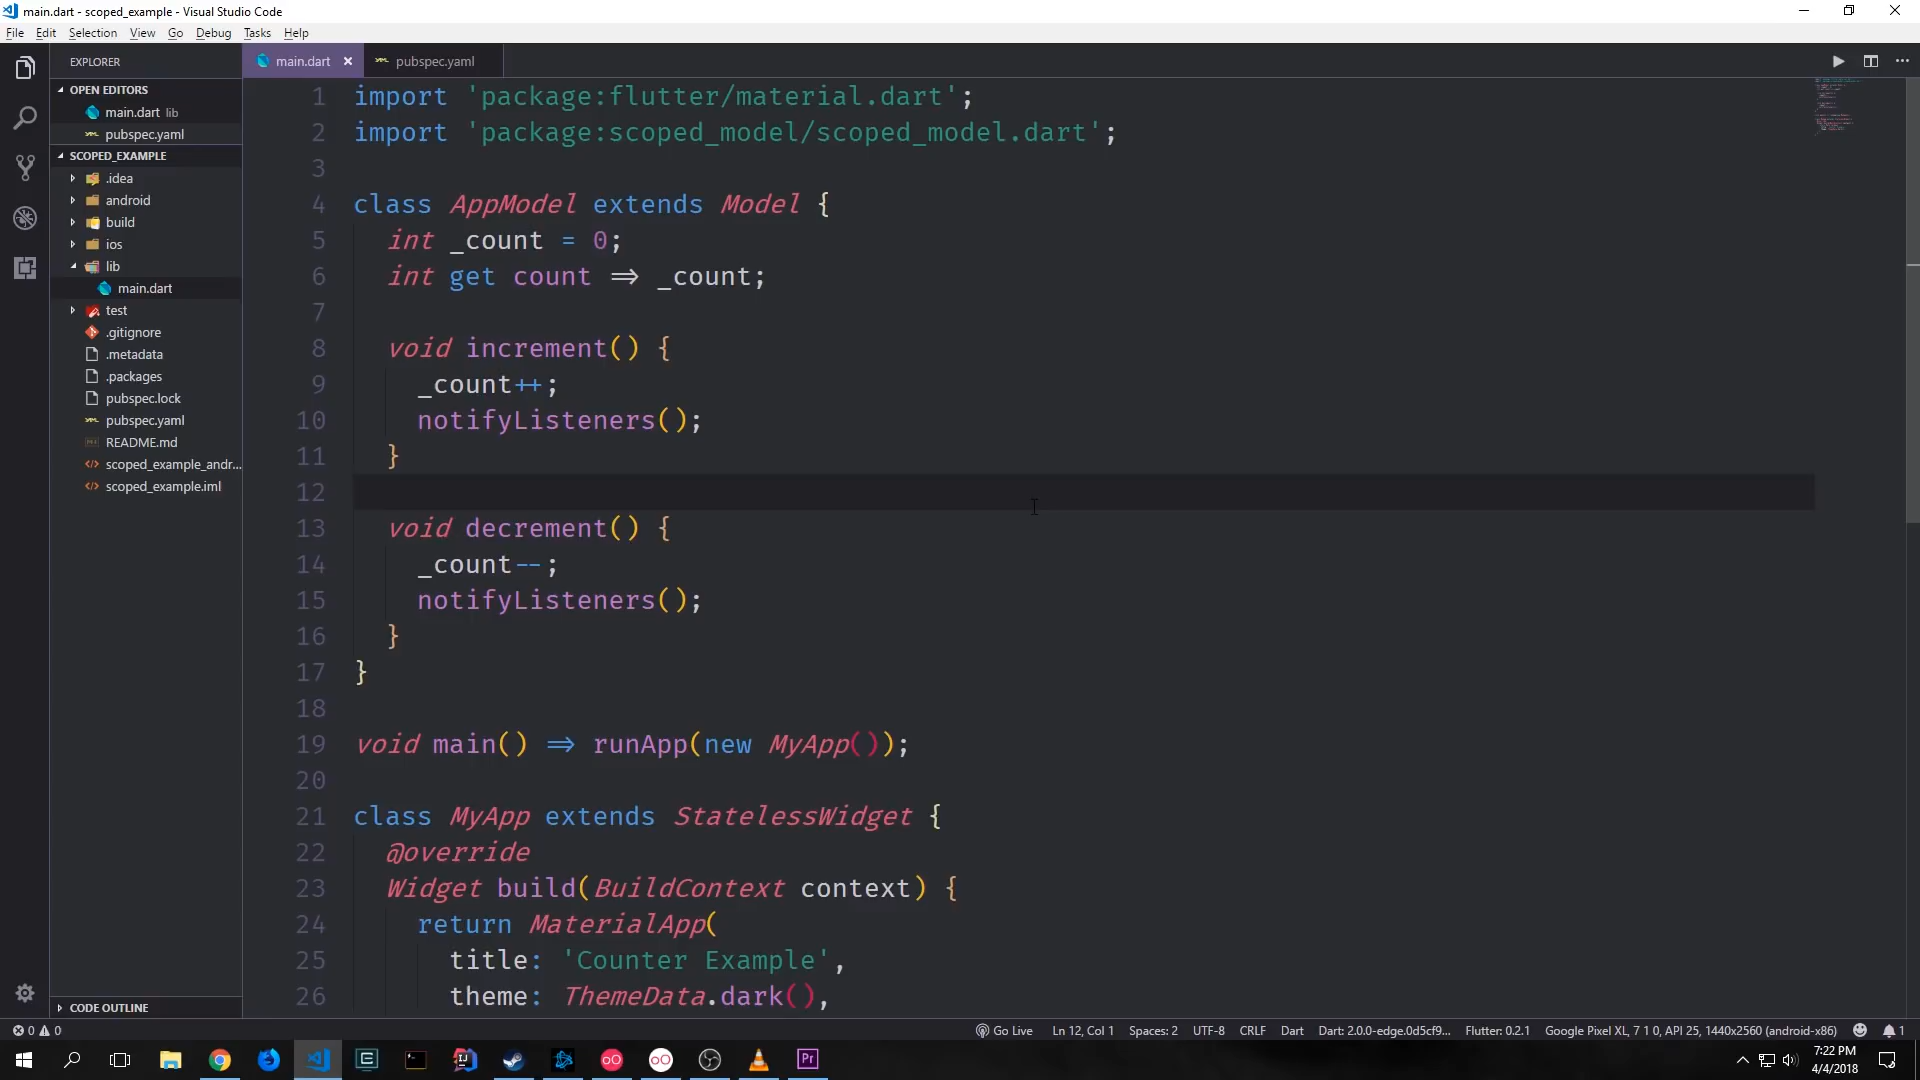 main.dart - scoped_example - Visual Studio Code
File Edit Selection View Go Debug Tasks Help
EXPLORER
OPEN EDITORS
main.dart lib
pubspec.yaml
SCOPED_EXAMPLE
.idea
android
build
ios
lib
main.dart
test
.gitignore
.metadata
.packages
pubspec.lock
pubspec.yaml
README.md
scoped_example_andr...
scoped_example.iml
CODE OUTLINE
main.dart pubspec.yaml
1 import 'package:flutter/material.dart';
2 import 'package:scoped_model/scoped_model.dart';
3
4 class AppModel extends Model {
5 int _count = 0;
6 int get count => _count;
7
8 void increment() {
9 _count++;
10 notifyListeners();
11 }
12
13 void decrement() {
14 _count--;
15 notifyListeners();
16 }
17 }
18
19 void main() => runApp(new MyApp());
20
21 class MyApp extends StatelessWidget {
22 @override
23 Widget build(BuildContext context) {
24 return MaterialApp(
25 title: 'Counter Example',
26 theme: ThemeData.dark(),
0 0 Go Live Ln 12, Col 1 Spaces: 2 UTF-8 CRLF Dart Dart: 2.0.0-edge.0d5cf9... Flutter: 0.2.1 Google Pixel XL, 7 1 0, API 25, 1440x2560 (android-x86) 1
7:22 PM
4/4/2018